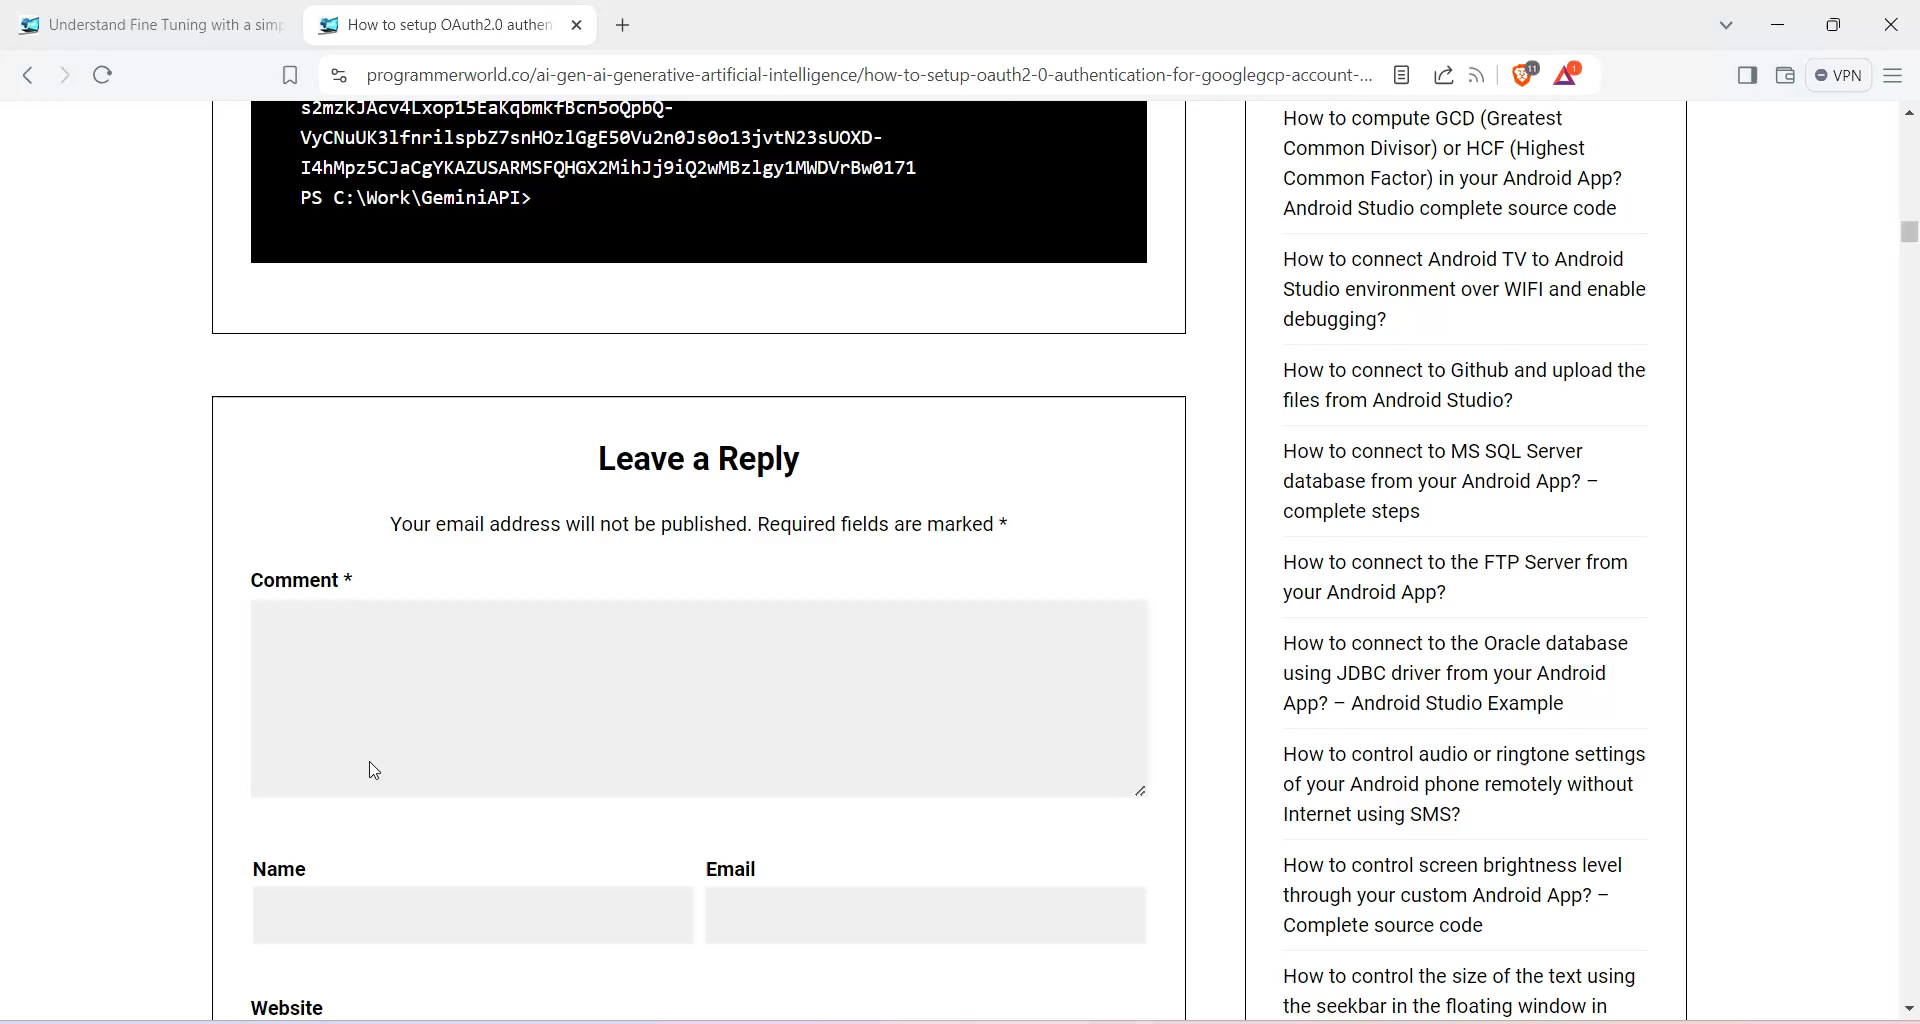 Understand Fine Tuning with a simp
How to setup OAuth2.0 authen
programmerworld.co/ai-gen-ai-generative-artificial-intelligence/how-to-setup-oauth2-0-authentication-for-googlegcp-account-...
11
1
VPN
s2mzkJAcv4Lxop15EaKqbmkfBcn5oQpbQ-
VyCNuUK3lfnrilspbZ7snHOzlGgE50Vu2n0Js0o13jvtN23sUOXD-
I4hMpz5CJaCgYKAZUSARMSFQHGX2MihJj9iQ2wMBzlgy1MWDVrBw0171
PS C:\Work\GeminiAPI>
Leave a Reply
Your email address will not be published. Required fields are marked *
Comment *
Name
Email
Website
How to compute GCD (Greatest
Common Divisor) or HCF (Highest
Common Factor) in your Android App?
Android Studio complete source code
How to connect Android TV to Android
Studio environment over WIFI and enable
debugging?
How to connect to Github and upload the
files from Android Studio?
How to connect to MS SQL Server
database from your Android App? –
complete steps
How to connect to the FTP Server from
your Android App?
How to connect to the Oracle database
using JDBC driver from your Android
App? – Android Studio Example
How to control audio or ringtone settings
of your Android phone remotely without
Internet using SMS?
How to control screen brightness level
through your custom Android App? –
Complete source code
How to control the size of the text using
the seekbar in the floating window in